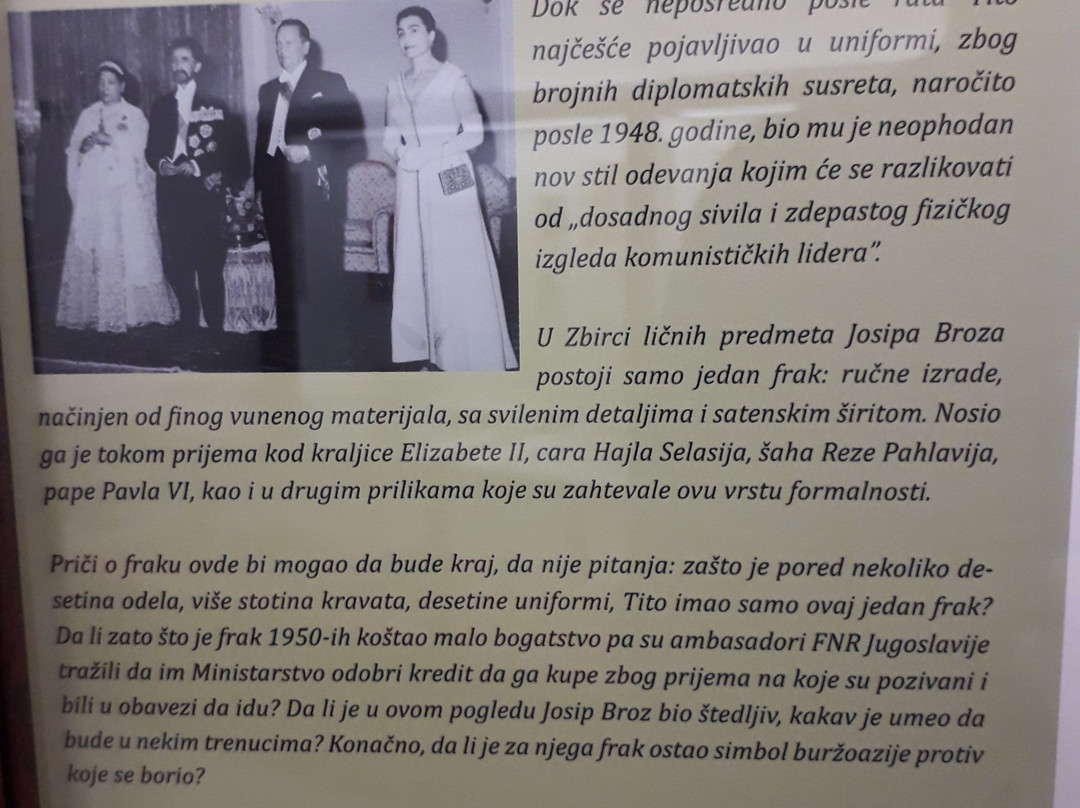 Dok se neposredno posle rata Tito
najčešće pojavljivao u uniformi, zbog
brojnih diplomatskih susreta, naročito
posle 1948. godine, bio mu je neophodan
nov stil odevanja kojim će se razlikovati
od „dosadnog sivila i zdepastog fizičkog
izgleda komunističkih lidera”.
U Zbirci ličnih predmeta Josipa Broza
postoji samo jedan frak: ručne izrade,
načinjen od finog vunenog materijala, sa svilenim detaljima i satenskim širitom. Nosio
ga je tokom prijema kod kraljice Elizabete II, cara Hajla Selasija, šaha Reze Pahlavija,
pape Pavla VI, kao i u drugim prilikama koje su zahtevale ovu vrstu formalnosti.
Priči o fraku ovde bi mogao da bude kraj, da nije pitanja: zašto je pored nekoliko de-
setina odela, više stotina kravata, desetine uniformi, Tito imao samo ovaj jedan frak?
Da li zato što je frak 1950-ih koštao malo bogatstvo pa su ambasadori FNR Jugoslavije
tražili da im Ministarstvo odobri kredit da ga kupe zbog prijema na koje su pozivani i
bili u obavezi da idu? Da li je u ovom pogledu Josip Broz bio štedljiv, kakav je umeo da
bude u nekim trenucima? Konačno, da li je za njega frak ostao simbol buržoazije protiv
koje se borio?